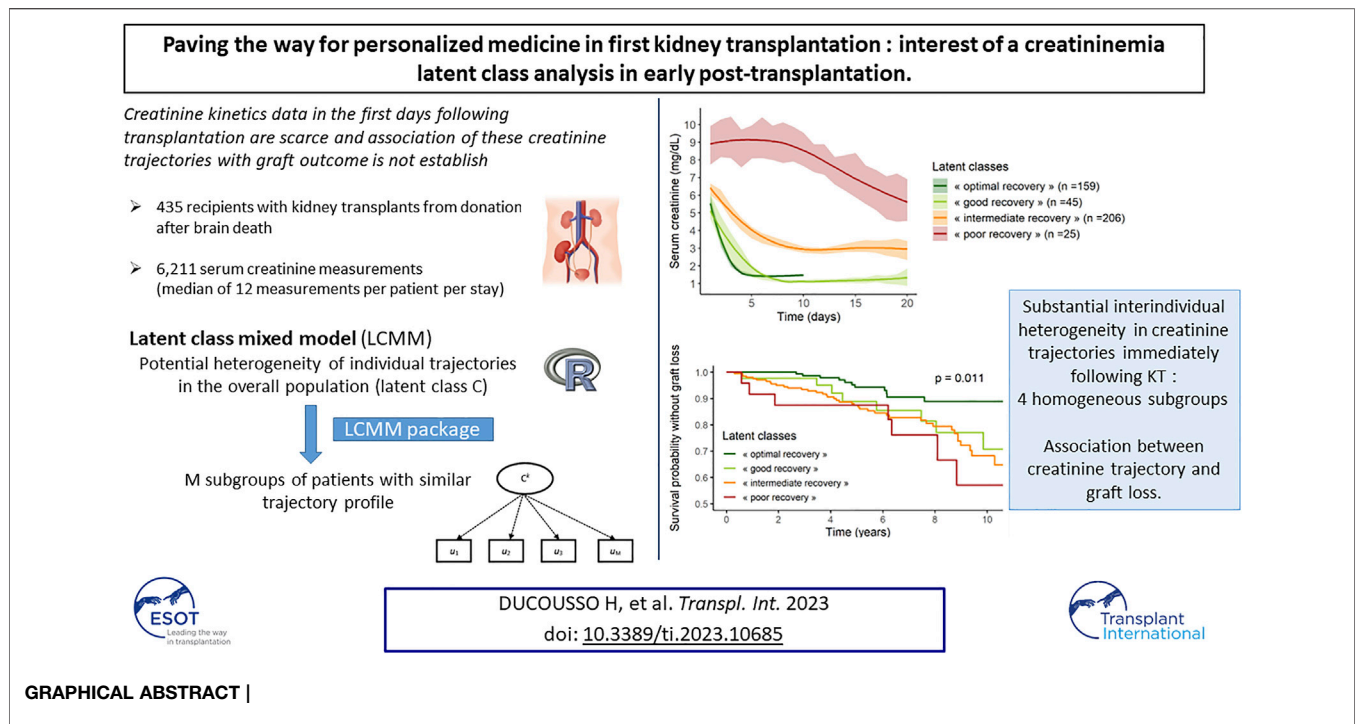 Paving the way for personalized medicine in first kidney transplantation : interest of a creatininemia
latent class analysis in early post-transplantation.
Creatinine kinetics data in the first days following
transplantation are scarce and association of these creatinine
trajectories with graft outcome is not establish
➢ 435 recipients with kidney transplants from donation
after brain death
➢ 6,211 serum creatinine measurements
(median of 12 measurements per patient per stay)
Latent class mixed model (LCMM)
Potential heterogeneity of individual trajectories
in the overall population (latent class C)
R
LCMM package
M subgroups of patients with similar
trajectory profile
Cᵏ
u₁ u₂ u₃ u_M
Serum creatinine (mg/dL)
10
9
8
7
6
5
4
3
2
1
5 10 15 20
Time (days)
Latent classes
« optimal recovery » (n =159)
« good recovery » (n =45)
« intermediate recovery » (n =206)
« poor recovery » (n =25)
Survival probability without graft loss
1.0
0.9
0.8
0.7
0.6
0.5
p = 0.011
Latent classes
« optimal recovery »
« good recovery »
« intermediate recovery »
« poor recovery »
0 2 4 6 8 10
Time (years)
Substantial interindividual
heterogeneity in creatinine
trajectories immediately
following KT :
4 homogeneous subgroups
Association between
creatinine trajectory and
graft loss.
ESOT
Leading the way
in transplantation
DUCOUSSO H, et al. Transpl. Int. 2023
doi: 10.3389/ti.2023.10685
Transplant
International
GRAPHICAL ABSTRACT |